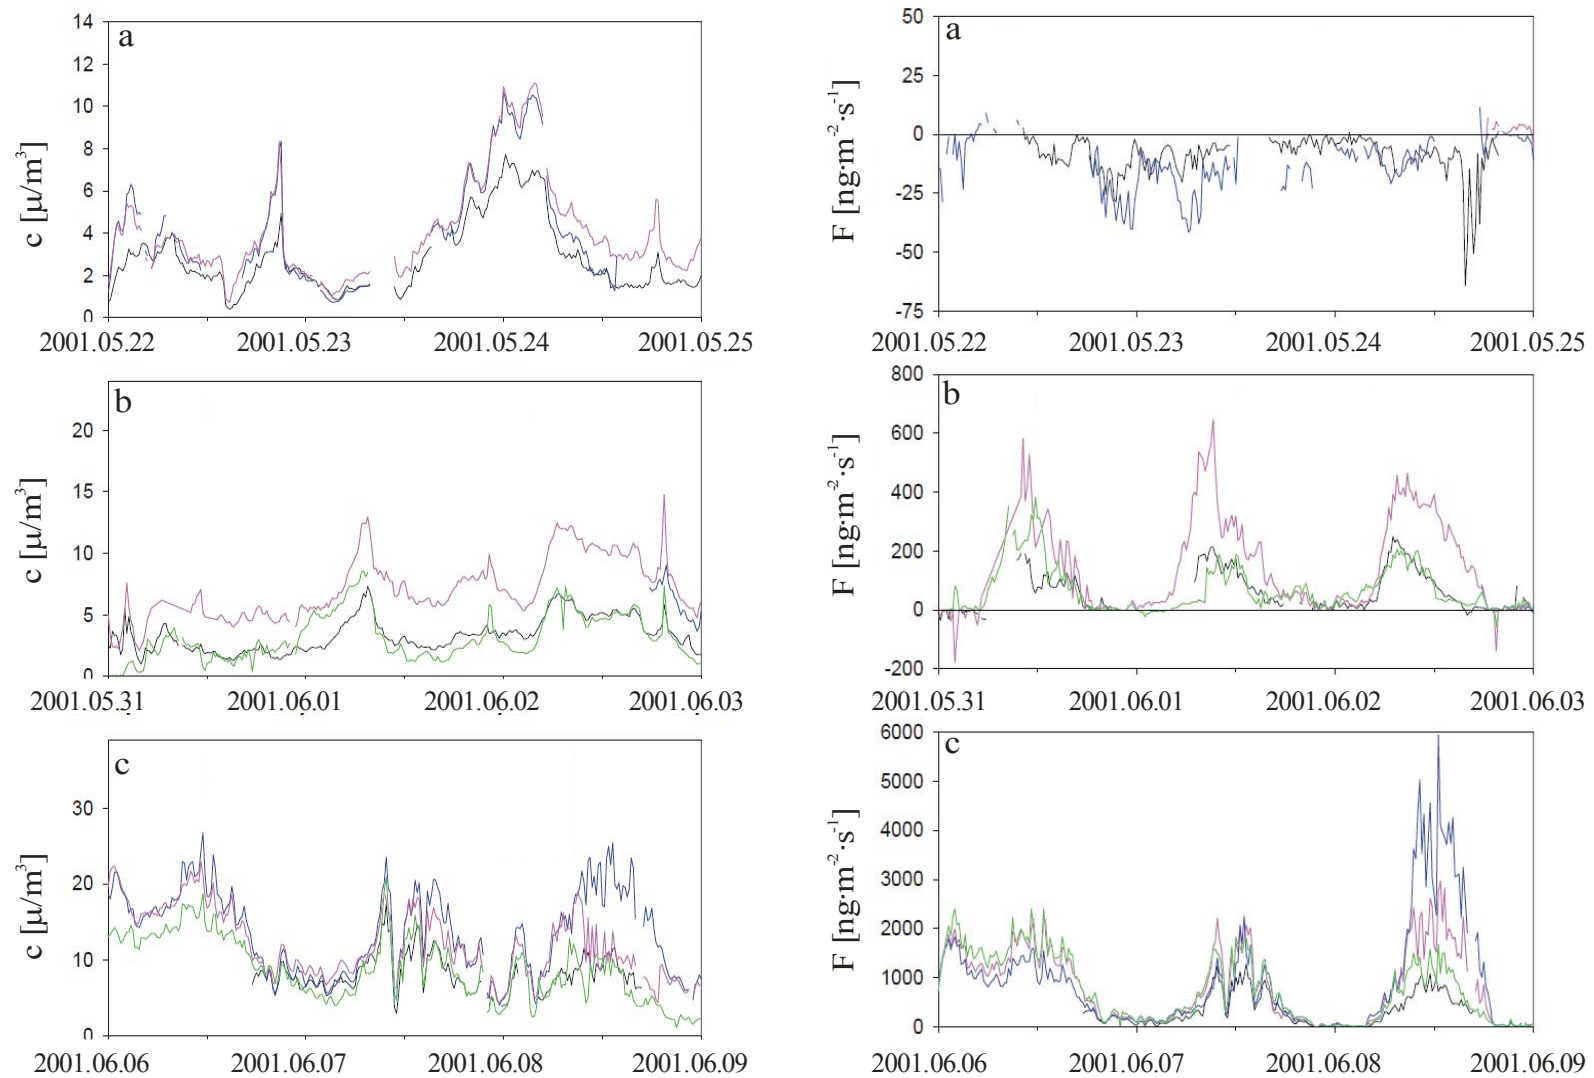 a
14
12
10
8
6
4
2
0
c [μ/m³]
2001.05.22 2001.05.23 2001.05.24 2001.05.25
a
50
25
0
-25
-50
-75
F [ng·m⁻²·s⁻¹]
2001.05.22 2001.05.23 2001.05.24 2001.05.25
b
20
15
10
5
0
c [μ/m³]
2001.05.31 2001.06.01 2001.06.02 2001.06.03
b
800
600
400
200
0
-200
F [ng·m⁻²·s⁻¹]
2001.05.31 2001.06.01 2001.06.02 2001.06.03
c
30
20
10
0
c [μ/m³]
2001.06.06 2001.06.07 2001.06.08 2001.06.09
c
6000
5000
4000
3000
2000
1000
0
F [ng·m⁻²·s⁻¹]
2001.06.06 2001.06.07 2001.06.08 2001.06.09